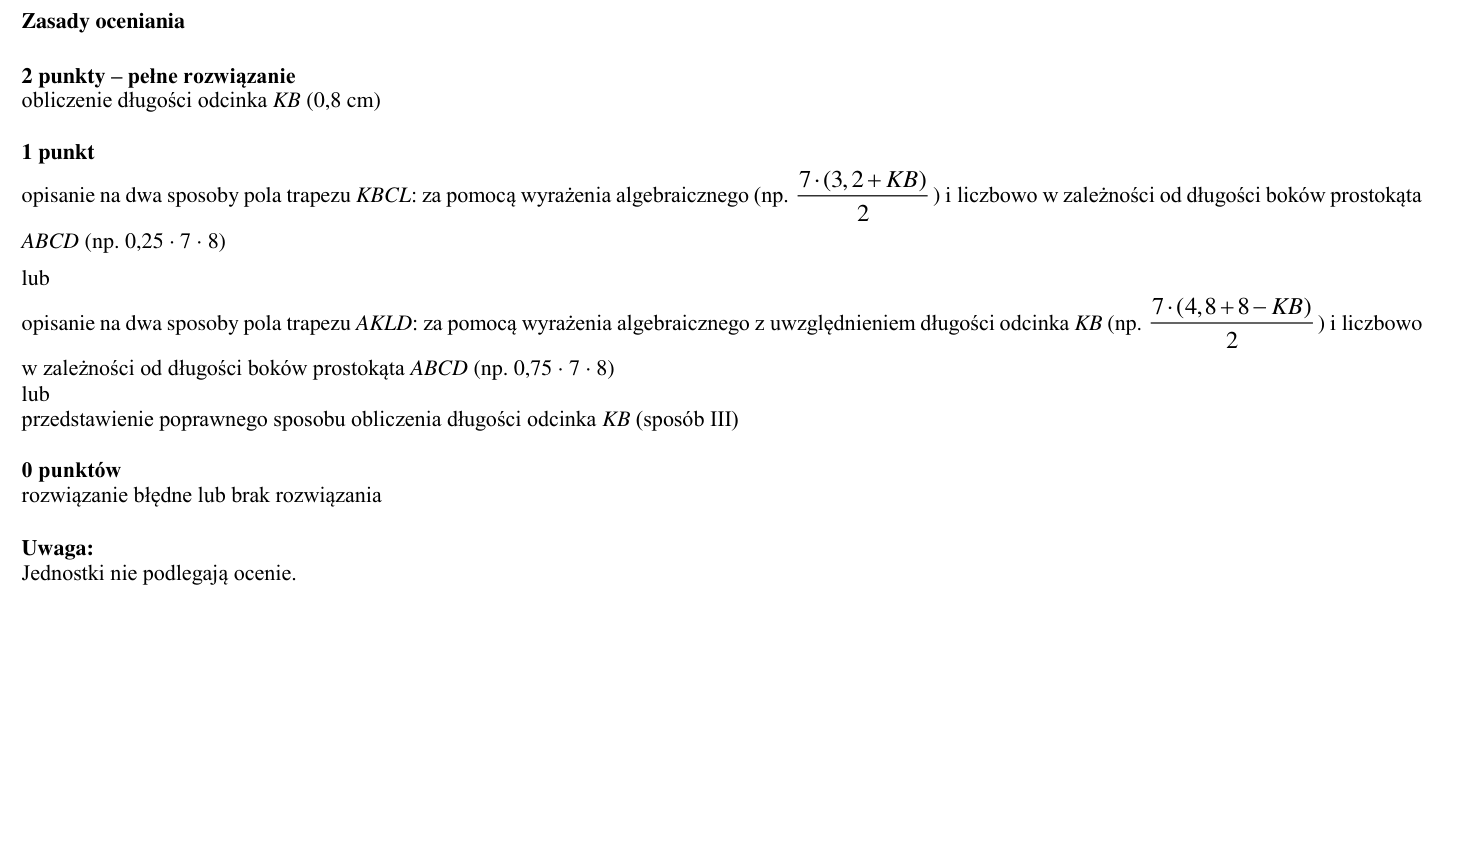 Zasady oceniania
2 punkty – pełne rozwiązanie
obliczenie długości odcinka KB (0,8 cm)
1 punkt
opisanie na dwa sposoby pola trapezu KBCL: za pomocą wyrażenia algebraicznego (np. \frac{7·(3,2+KB)}{2}) i liczbowo w zależności od długości boków prostokąta
ABCD (np. 0,25 · 7 · 8)
lub
opisanie na dwa sposoby pola trapezu AKLD: za pomocą wyrażenia algebraicznego z uwzględnieniem długości odcinka KB (np. \frac{7·(4,8+8−KB)}{2}) i liczbowo
w zależności od długości boków prostokąta ABCD (np. 0,75 · 7 · 8)
lub
przedstawienie poprawnego sposobu obliczenia długości odcinka KB (sposób III)
0 punktów
rozwiązanie błędne lub brak rozwiązania
Uwaga:
Jednostki nie podlegają ocenie.